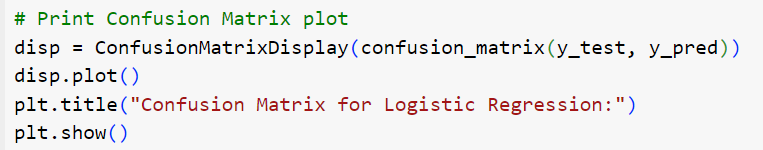 # Print Confusion Matrix plot
disp = ConfusionMatrixDisplay(confusion_matrix(y_test, y_pred))
disp.plot()
plt.title("Confusion Matrix for Logistic Regression:")
plt.show()